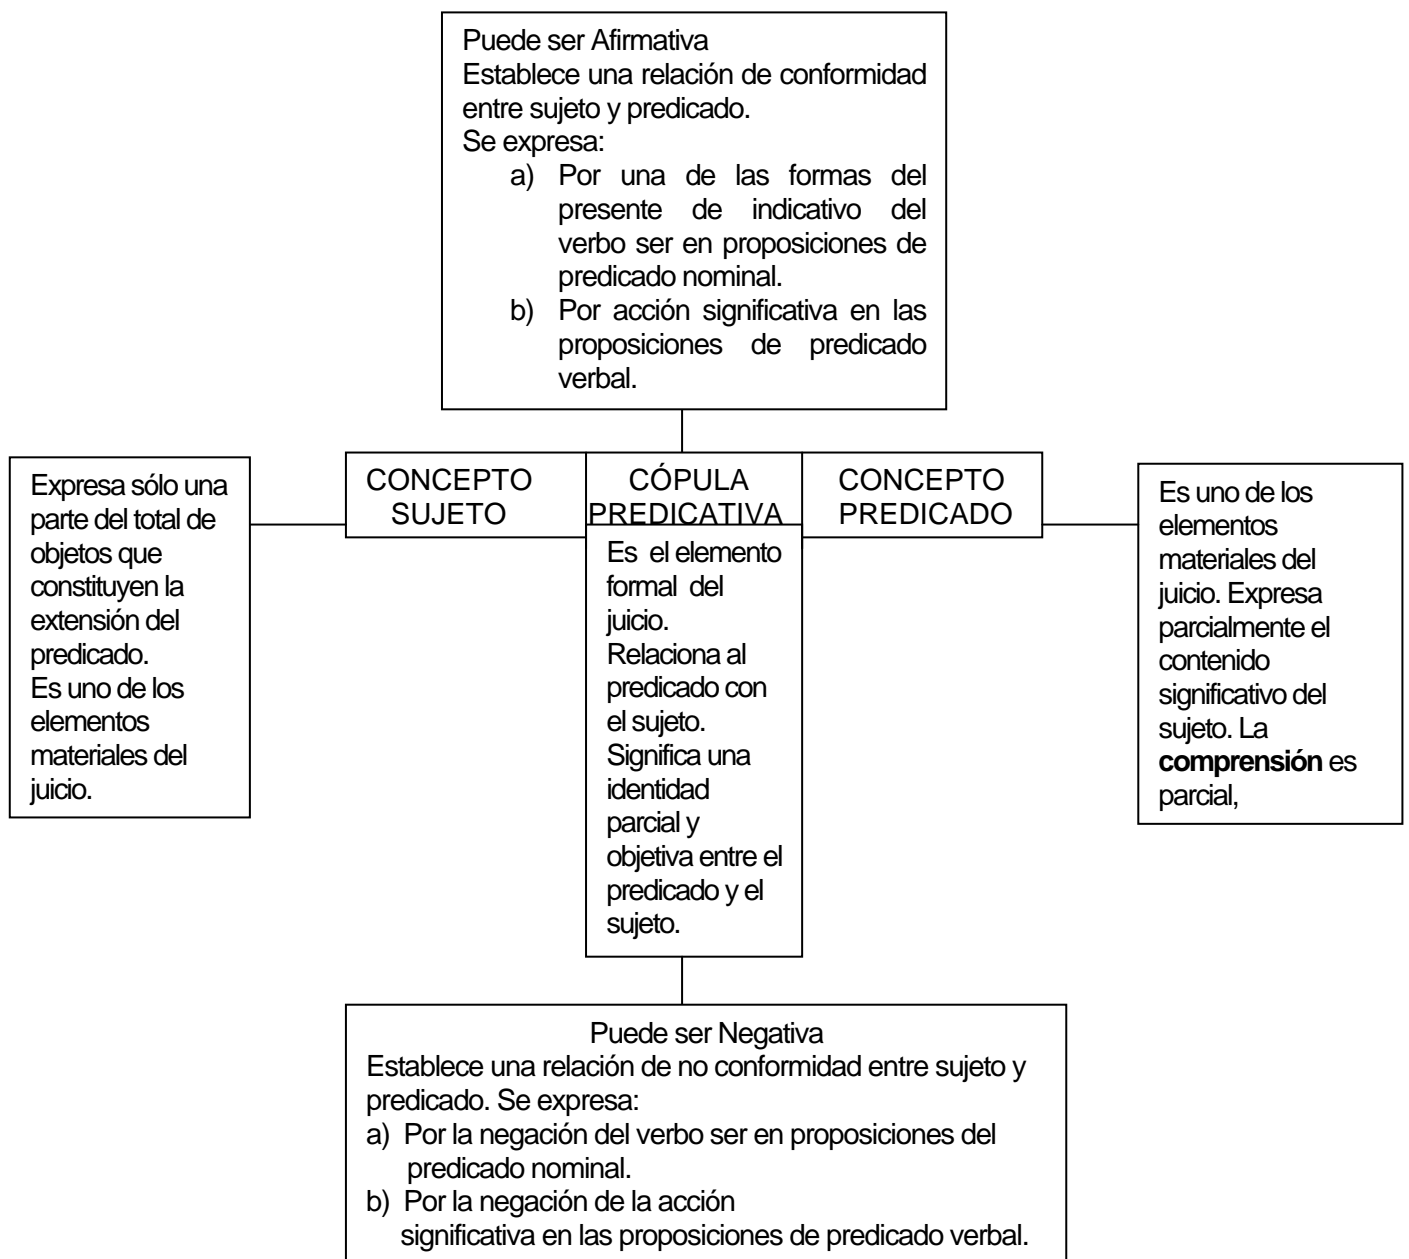 Puede ser Afirmativa
Establece una relación de conformidad
entre sujeto y predicado.
Se expresa:
a) Por una de las formas del
presente de indicativo del
verbo ser en proposiciones de
predicado nominal.
b) Por acción significativa en las
proposiciones de predicado
verbal.
Expresa sólo una
parte del total de
objetos que
constituyen la
extensión del
predicado.
Es uno de los
elementos
materiales del
juicio.
CONCEPTO
SUJETO
CÓPULA
PREDICATIVA
CONCEPTO
PREDICADO
Es el elemento
formal del
juicio.
Relaciona al
predicado con
el sujeto.
Significa una
identidad
parcial y
objetiva entre el
predicado y el
sujeto.
Es uno de los
elementos
materiales del
juicio. Expresa
parcialmente el
contenido
significativo del
sujeto. La
comprensión es
parcial,
Puede ser Negativa
Establece una relación de no conformidad entre sujeto y
predicado. Se expresa:
a) Por la negación del verbo ser en proposiciones del
predicado nominal.
b) Por la negación de la acción
significativa en las proposiciones de predicado verbal.